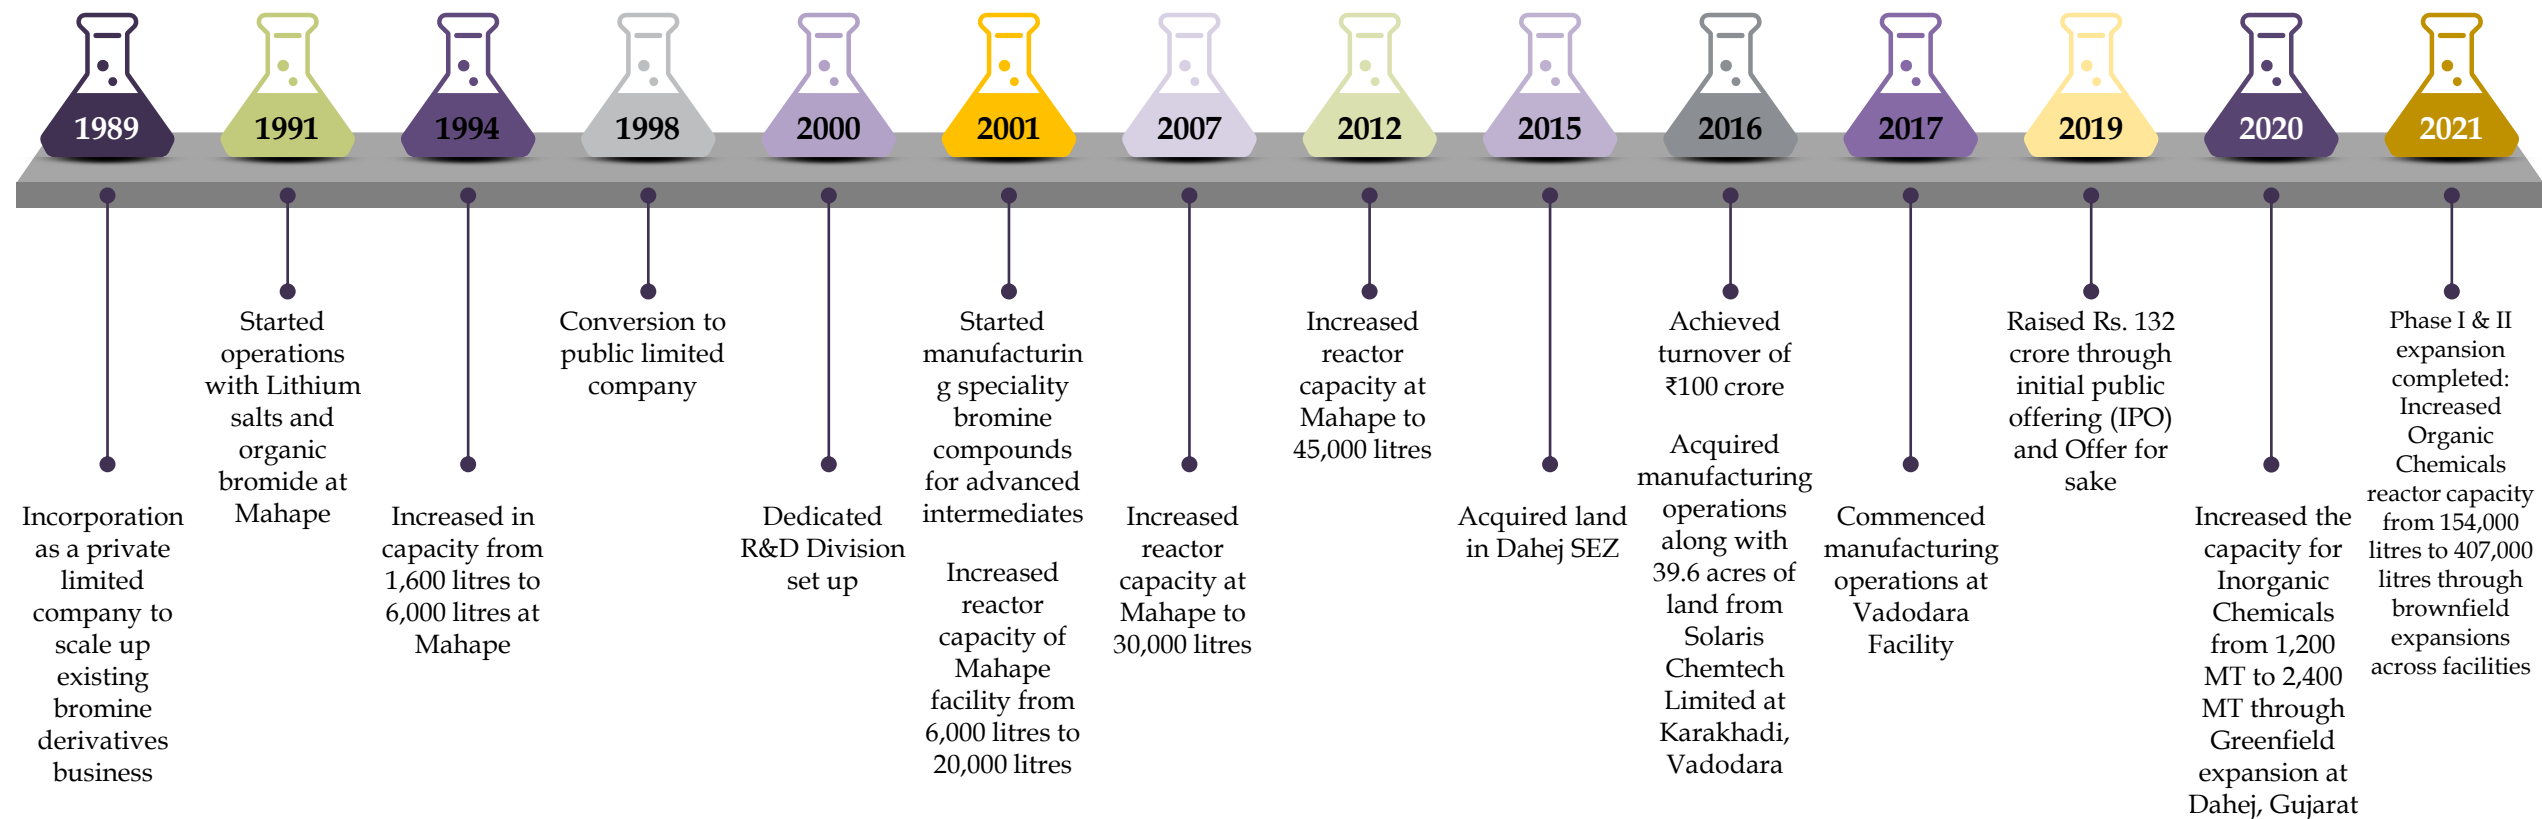 1989
1991
1994
1998
2000
2001
2007
2012
2015
2016
2017
2019
2020
2021
Incorporation
as a private
limited
company to
scale up
existing
bromine
derivatives
business
Started
operations
with Lithium
salts and
organic
bromide at
Mahape
Increased in
capacity from
1,600 litres to
6,000 litres at
Mahape
Conversion to
public limited
company
Dedicated
R&D Division
set up
Started
manufacturin
g speciality
bromine
compounds
for advanced
intermediates
Increased
reactor
capacity of
Mahape
facility from
6,000 litres to
20,000 litres
Increased
reactor
capacity at
Mahape to
30,000 litres
Increased
reactor
capacity at
Mahape to
45,000 litres
Acquired land
in Dahej SEZ
Achieved
turnover of
₹100 crore
Acquired
manufacturing
operations
along with
39.6 acres of
land from
Solaris
Chemtech
Limited at
Karakhadi,
Vadodara
Commenced
manufacturing
operations at
Vadodara
Facility
Raised Rs. 132
crore through
initial public
offering (IPO)
and Offer for
sake
Increased the
capacity for
Inorganic
Chemicals
from 1,200
MT to 2,400
MT through
Greenfield
expansion at
Dahej, Gujarat
Phase I & II
expansion
completed:
Increased
Organic
Chemicals
reactor capacity
from 154,000
litres to 407,000
litres through
brownfield
expansions
across facilities